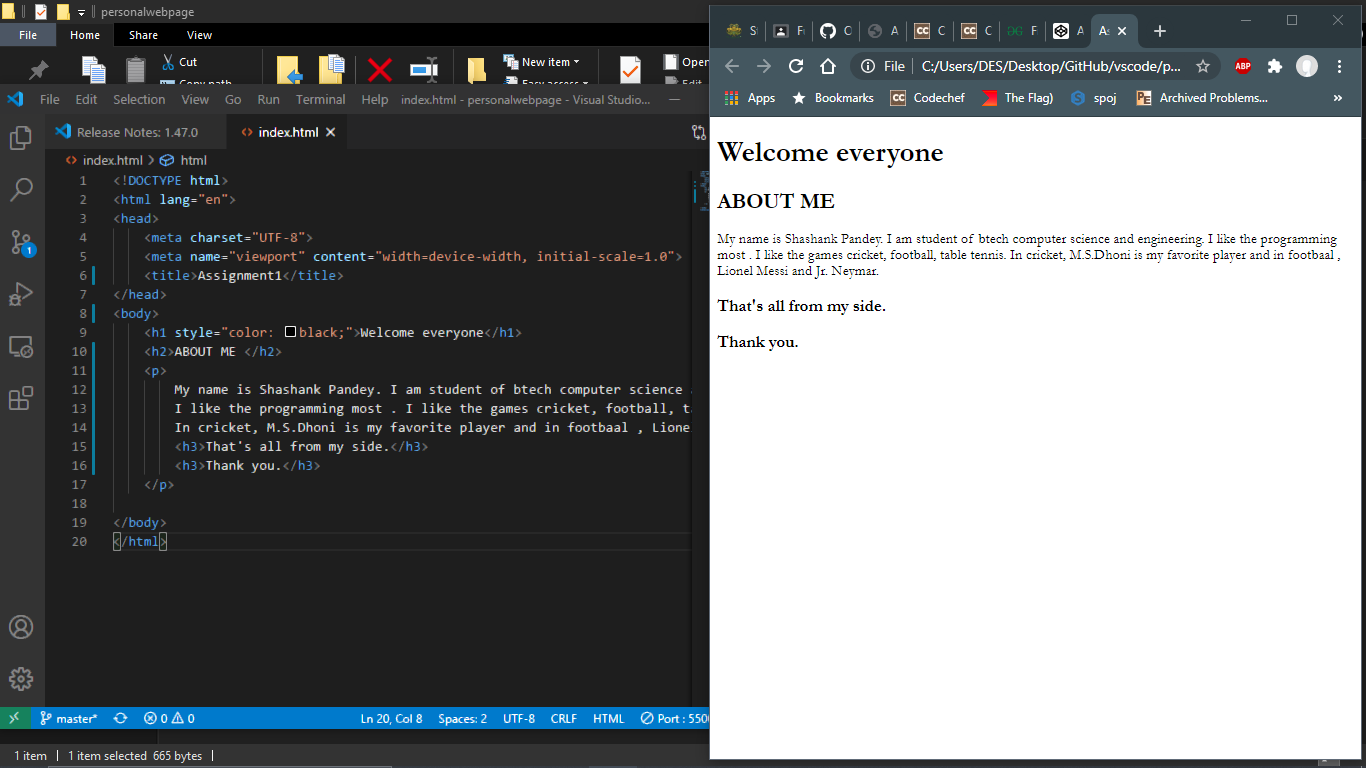 personalwebpage
File Home Share View
Cut
Copy path
New item
Easy access
Open
Edit
File Edit Selection View Go Run Terminal Help index.html - personalwebpage - Visual Studio...
Release Notes: 1.47.0 index.html
index.html > html
1 <!DOCTYPE html>
2 <html lang="en">
3 <head>
4 <meta charset="UTF-8">
5 <meta name="viewport" content="width=device-width, initial-scale=1.0">
6 <title>Assignment1</title>
7 </head>
8 <body>
9 <h1 style="color: black;">Welcome everyone</h1>
10 <h2>ABOUT ME </h2>
11 <p>
12 My name is Shashank Pandey. I am student of btech computer science
13 I like the programming most . I like the games cricket, football, t
14 In cricket, M.S.Dhoni is my favorite player and in footbaal , Lione
15 <h3>That's all from my side.</h3>
16 <h3>Thank you.</h3>
17 </p>
18
19 </body>
20 </html>
1
master* 0 0 Ln 20, Col 8 Spaces: 2 UTF-8 CRLF HTML Port : 550
1 item 1 item selected 665 bytes
S F C A CC C CC C F A A
File C:/Users/DES/Desktop/GitHub/vscode/p... ABP
Apps Bookmarks CC Codechef The Flag) S spoj Archived Problems... »
Welcome everyone
ABOUT ME
My name is Shashank Pandey. I am student of btech computer science and engineering. I like the programming
most . I like the games cricket, football, table tennis. In cricket, M.S.Dhoni is my favorite player and in footbaal ,
Lionel Messi and Jr. Neymar.
That's all from my side.
Thank you.